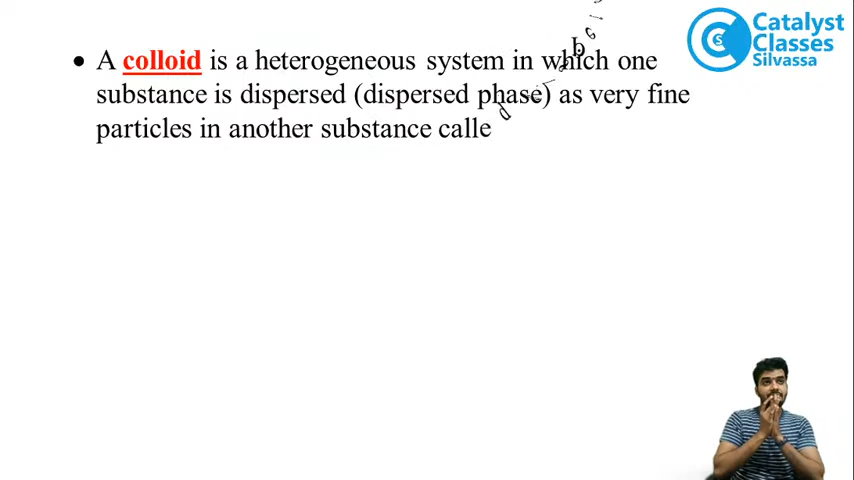 • A colloid is a heterogeneous system in which one
substance is dispersed (dispersed phase) as very fine
particles in another substance calle
Catalyst
Classes
Silvassa